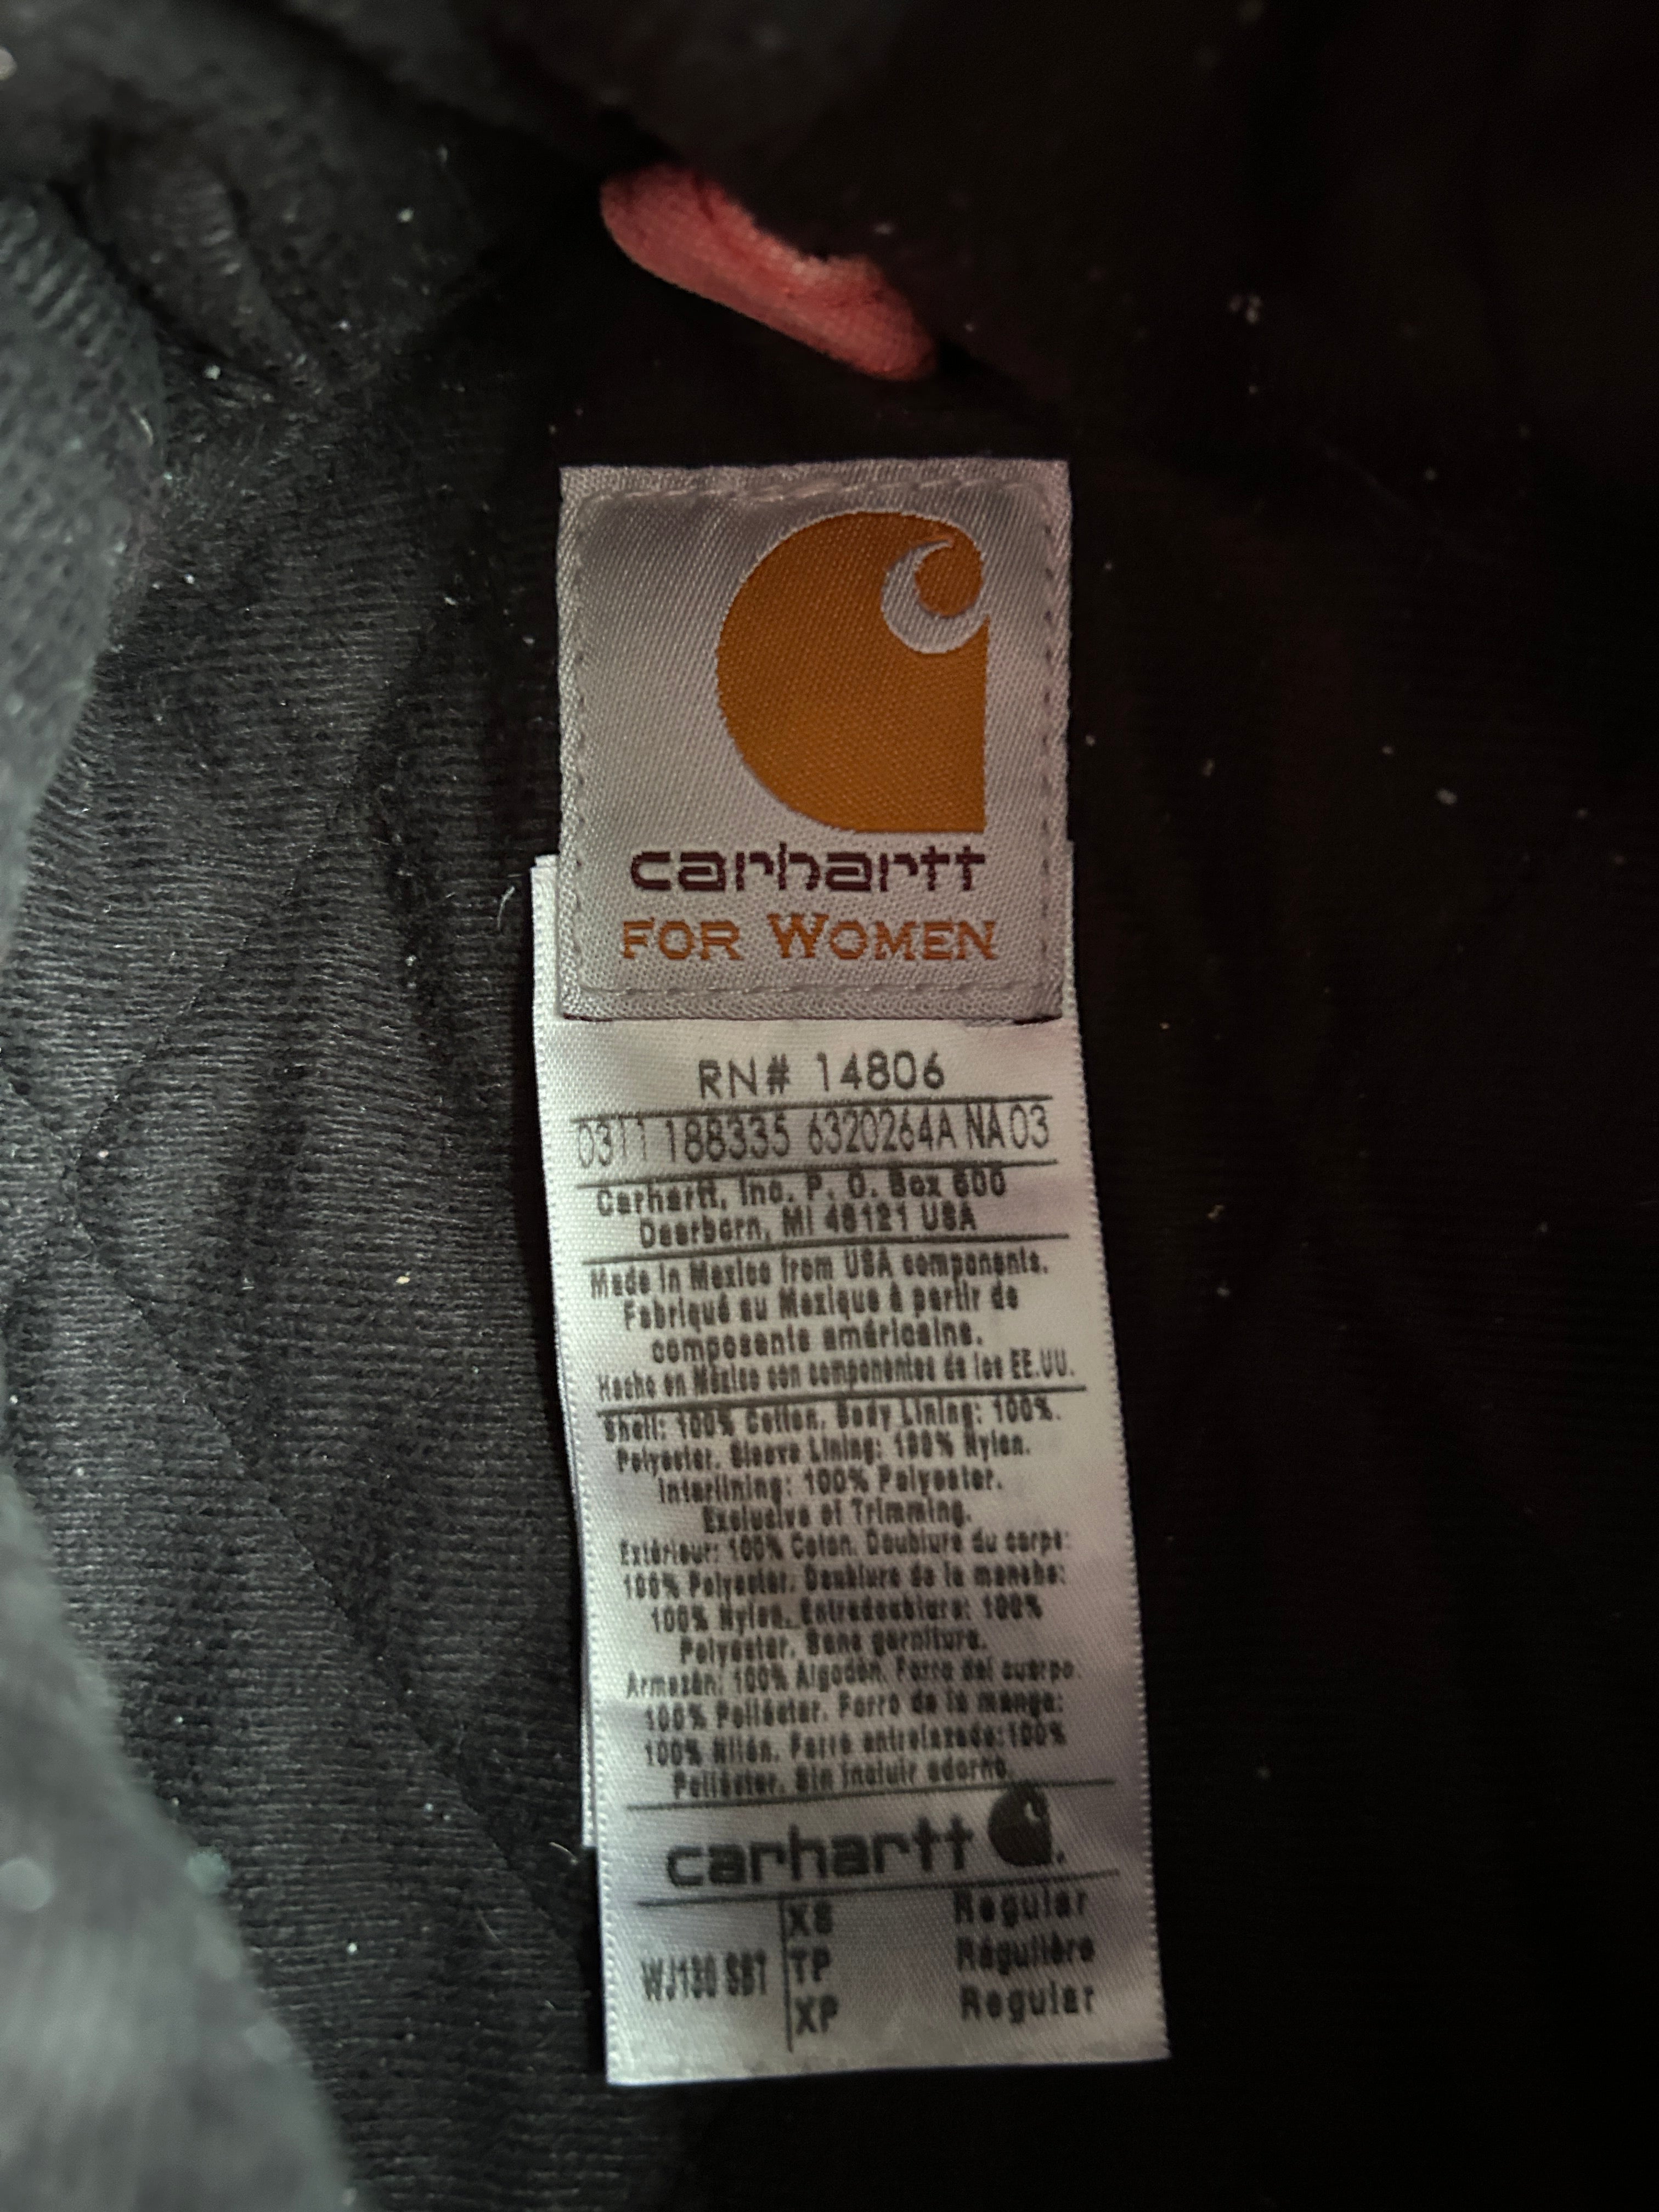 carhartt
FOR WOMEN
RN# 14806
0311 188335 6320264A NA03
Carhartt, Inc. P. O. Box 600
Dearborn, MI 48121 USA
Made in Mexico from USA components.
Fabriqué au Mexique à partir de
composants américains.
Hecho en México con componentes de los EE.UU.
Shell: 100% Cotton. Body Lining: 100%.
Polyester. Sleeve Lining: 100% Nylon.
Interlining: 100% Polyester.
Exclusive of Trimming.
Extérieur: 100% Coton. Doublure du corps:
100% Polyester. Doublure de la manche:
100% Nylon. Entredoublure: 100%
Polyester. Sans garniture.
Armazón: 100% Algodón. Forro del cuerpo
100% Poliéster. Forro de la manga:
100% Nilón. Forro entrelazado:100%
Poliéster. Sin incluir adorno.
carhartt
WJ130 SBT
XS Regular
TP Régulière
XP Regular